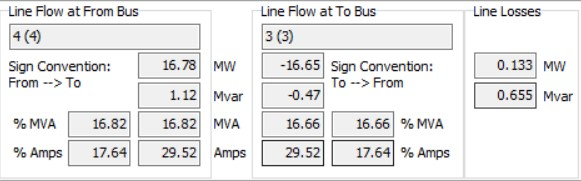 Line Flow at From Bus Line Flow at To Bus Line Losses
4 (4) 3 (3)
Sign Convention: 16.78 MW -16.65 Sign Convention: 0.133 MW
From --> To 1.12 Mvar -0.47 To --> From 0.655 Mvar
% MVA 16.82 16.82 MVA 16.66 16.66 % MVA
% Amps 17.64 29.52 Amps 29.52 17.64 % Amps